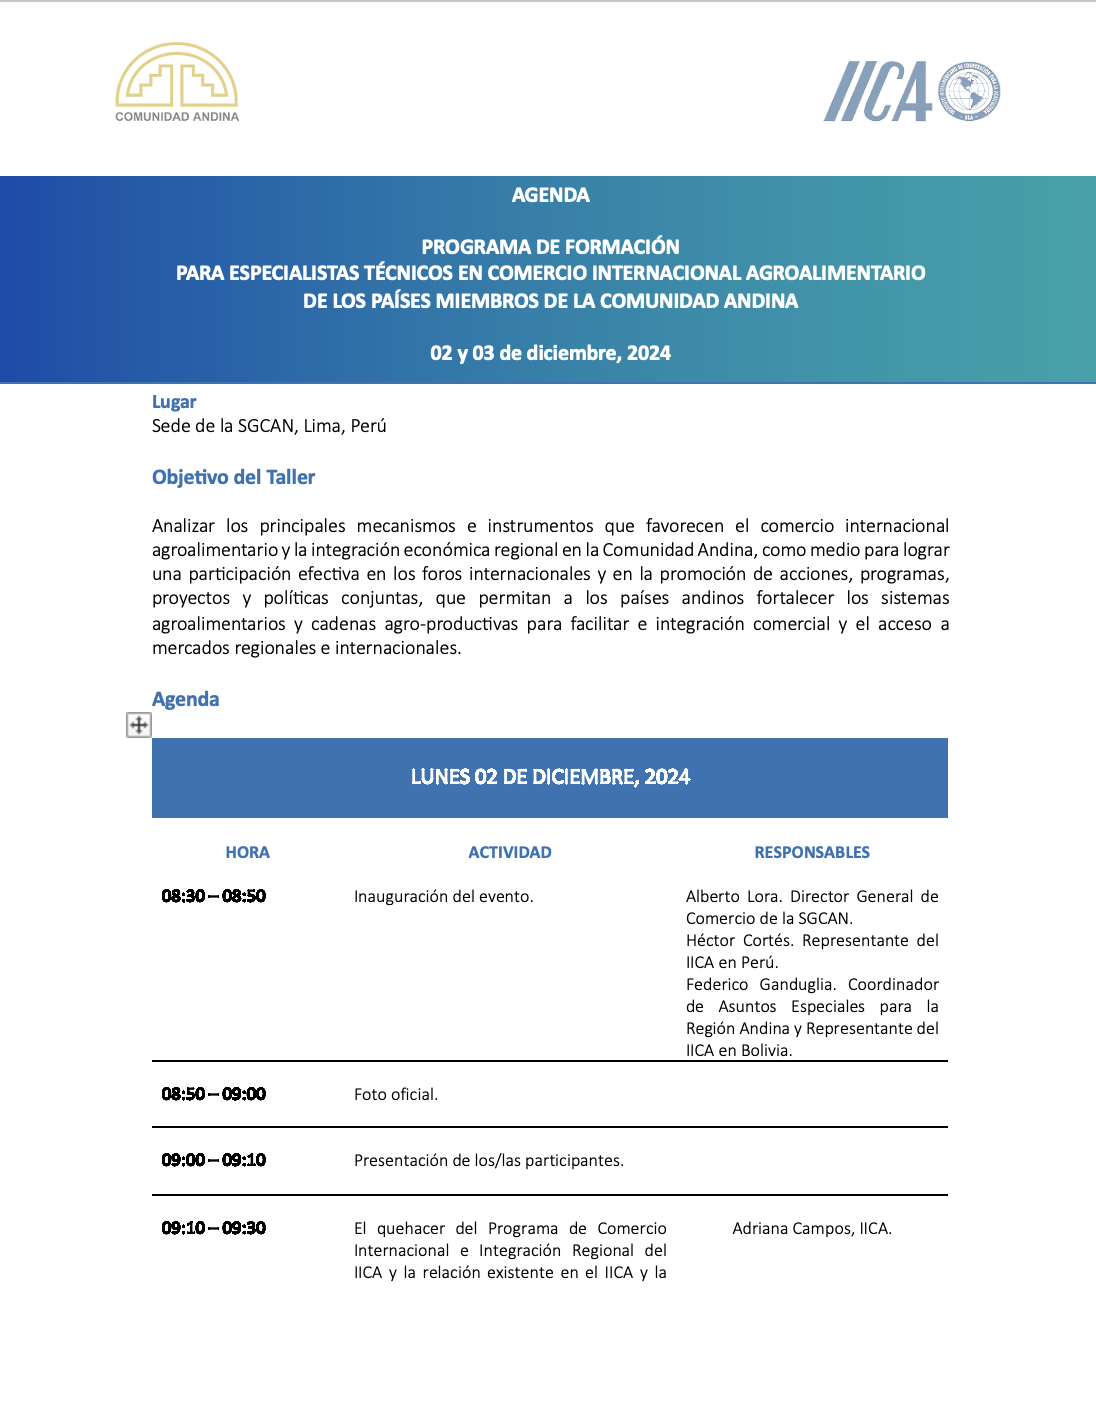 COMUNIDAD ANDINA
IICA
AGENDA
PROGRAMA DE FORMACIÓN
PARA ESPECIALISTAS TÉCNICOS EN COMERCIO INTERNACIONAL AGROALIMENTARIO
DE LOS PAÍSES MIEMBROS DE LA COMUNIDAD ANDINA
02 y 03 de diciembre, 2024
Lugar
Sede de la SGCAN, Lima, Perú
Objetivo del Taller
Analizar los principales mecanismos e instrumentos que favorecen el comercio internacional
agroalimentario y la integración económica regional en la Comunidad Andina, como medio para lograr
una participación efectiva en los foros internacionales y en la promoción de acciones, programas,
proyectos y políticas conjuntas, que permitan a los países andinos fortalecer los sistemas
agroalimentarios y cadenas agro-productivas para facilitar e integración comercial y el acceso a
mercados regionales e internacionales.
Agenda
LUNES 02 DE DICIEMBRE, 2024
HORA ACTIVIDAD RESPONSABLES
08:30 – 08:50 Inauguración del evento. Alberto Lora. Director General de
Comercio de la SGCAN.
Héctor Cortés. Representante del
IICA en Perú.
Federico Ganduglia. Coordinador
de Asuntos Especiales para la
Región Andina y Representante del
IICA en Bolivia.
08:50 – 09:00 Foto oficial.
09:00 – 09:10 Presentación de los/las participantes.
09:10 – 09:30 El quehacer del Programa de Comercio Adriana Campos, IICA.
Internacional e Integración Regional del
IICA y la relación existente en el IICA y la